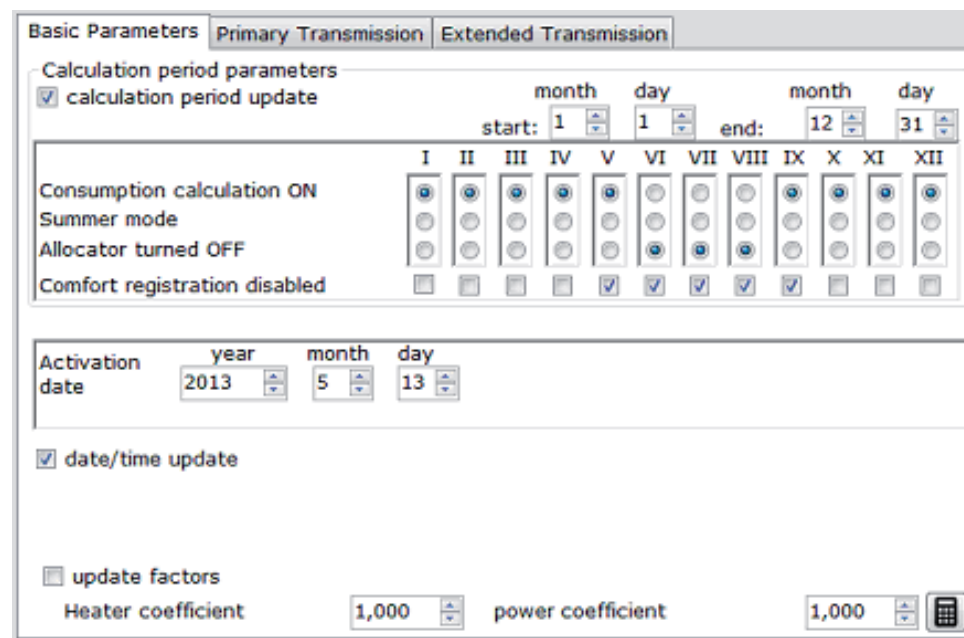 Basic Parameters Primary Transmission Extended Transmission
Calculation period parameters
calculation period update
month day month day
start: 1 1 end: 12 31
I II III IV V VI VII VIII IX X XI XII
Consumption calculation ON
Summer mode
Allocator turned OFF
Comfort registration disabled
year month day
Activation date 2013 5 13
date/time update
update factors
Heater coefficient 1,000 power coefficient 1,000